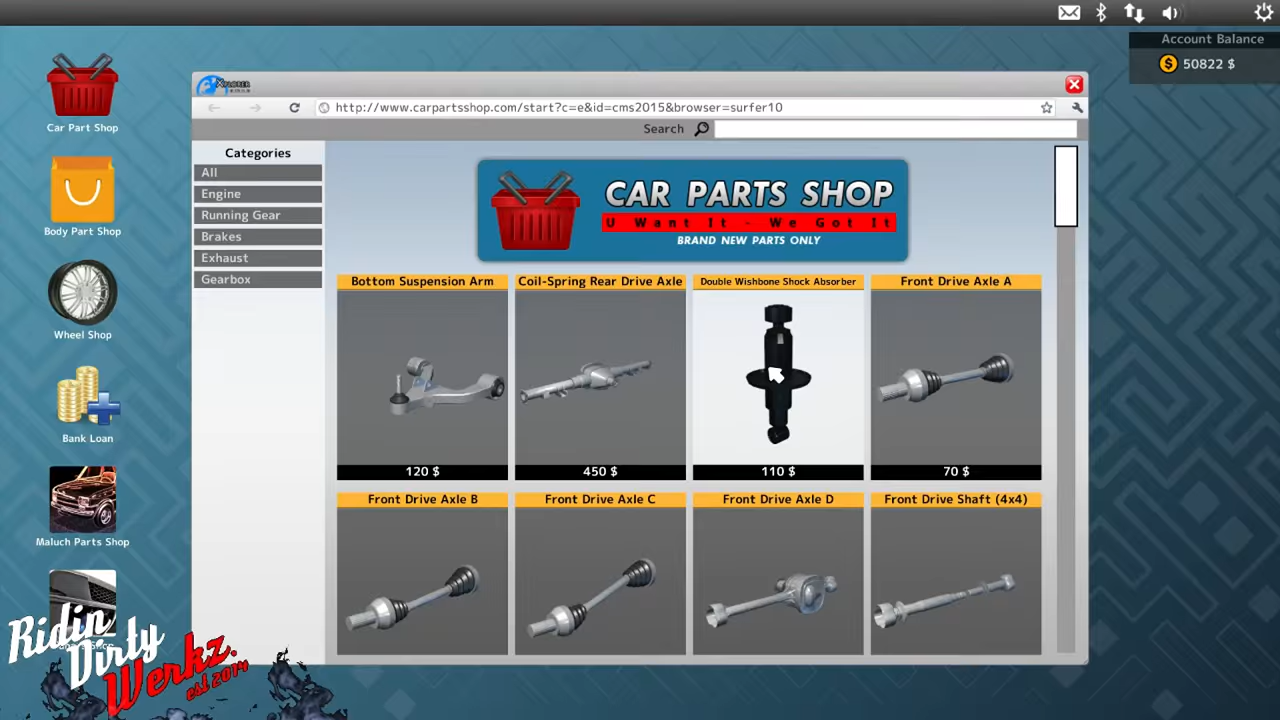 Account Balance
50822 $
Car Part Shop
Body Part Shop
Wheel Shop
Bank Loan
Maluch Parts Shop
Ridin
Dirty
Werkz.
est 2014
XPLORER
http://www.carpartsshop.com/start?c=e&id=cms2015&browser=surfer10
Search
Categories
All
Engine
Running Gear
Brakes
Exhaust
Gearbox
CAR PARTS SHOP
U Want It - We Got It
BRAND NEW PARTS ONLY
Bottom Suspension Arm
120 $
Coil-Spring Rear Drive Axle
450 $
Double Wishbone Shock Absorber
110 $
Front Drive Axle A
70 $
Front Drive Axle B
Front Drive Axle C
Front Drive Axle D
Front Drive Shaft (4x4)